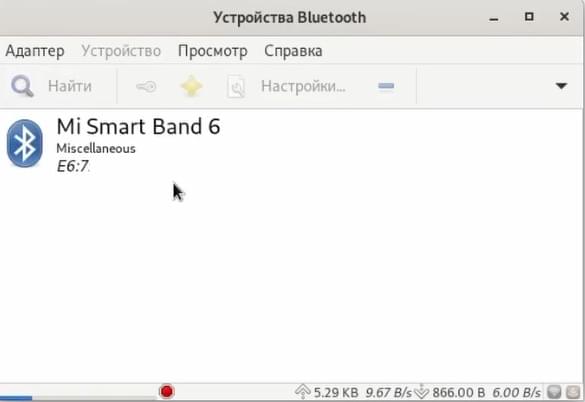 Устройства Bluetooth
Адаптер Устройство Просмотр Справка
Найти Настройки...
Mi Smart Band 6
Miscellaneous
E6:7
5.29 KB 9.67 B/s 866.00 B 6.00 B/s